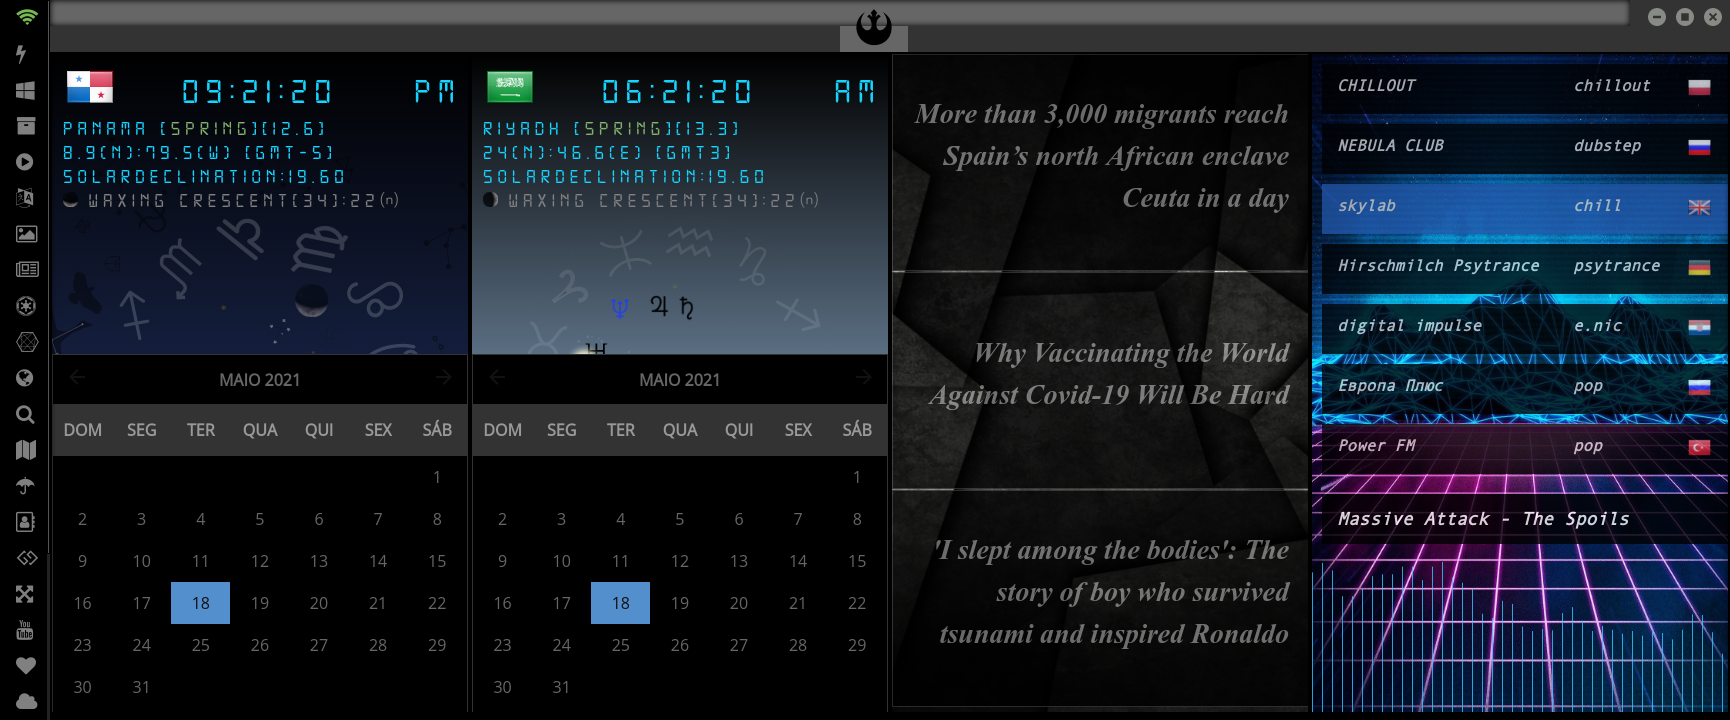 09:21:20 PM
PANAMA [SPRING][12.6]
8.9(N):79.5(W) [GMT-5]
SOLARDECLINATION:19.60
WAXING CRESCENT[34]:22(n)
MAIO 2021
DOM SEG TER QUA QUI SEX SÁB
1
2 3 4 5 6 7 8
9 10 11 12 13 14 15
16 17 18 19 20 21 22
23 24 25 26 27 28 29
30 31
06:21:20 AM
RIYADH [SPRING][13.3]
24(N):46.6(E) [GMT3]
SOLARDECLINATION:19.60
WAXING CRESCENT[34]:22(n)
MAIO 2021
DOM SEG TER QUA QUI SEX SÁB
1
2 3 4 5 6 7 8
9 10 11 12 13 14 15
16 17 18 19 20 21 22
23 24 25 26 27 28 29
30 31
More than 3,000 migrants reach
Spain’s north African enclave
Ceuta in a day
Why Vaccinating the World
Against Covid-19 Will Be Hard
'I slept among the bodies': The
story of boy who survived
tsunami and inspired Ronaldo
CHILLOUT chillout
NEBULA CLUB dubstep
skylab chill
Hirschmilch Psytrance psytrance
digital impulse e.nic
Европа Плюс pop
Power FM pop
Massive Attack - The Spoils
You
Tube